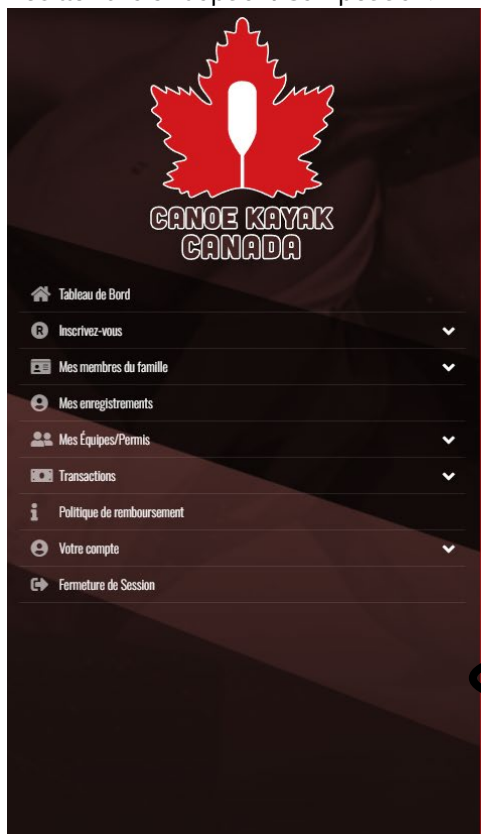 CANOE KAYAK
CANADA
Tableau de Bord
R Inscrivez-vous
Mes membres du famille
Mes enregistrements
Mes Équipes/Permis
Transactions
Politique de remboursement
Votre compte
Fermeture de Session